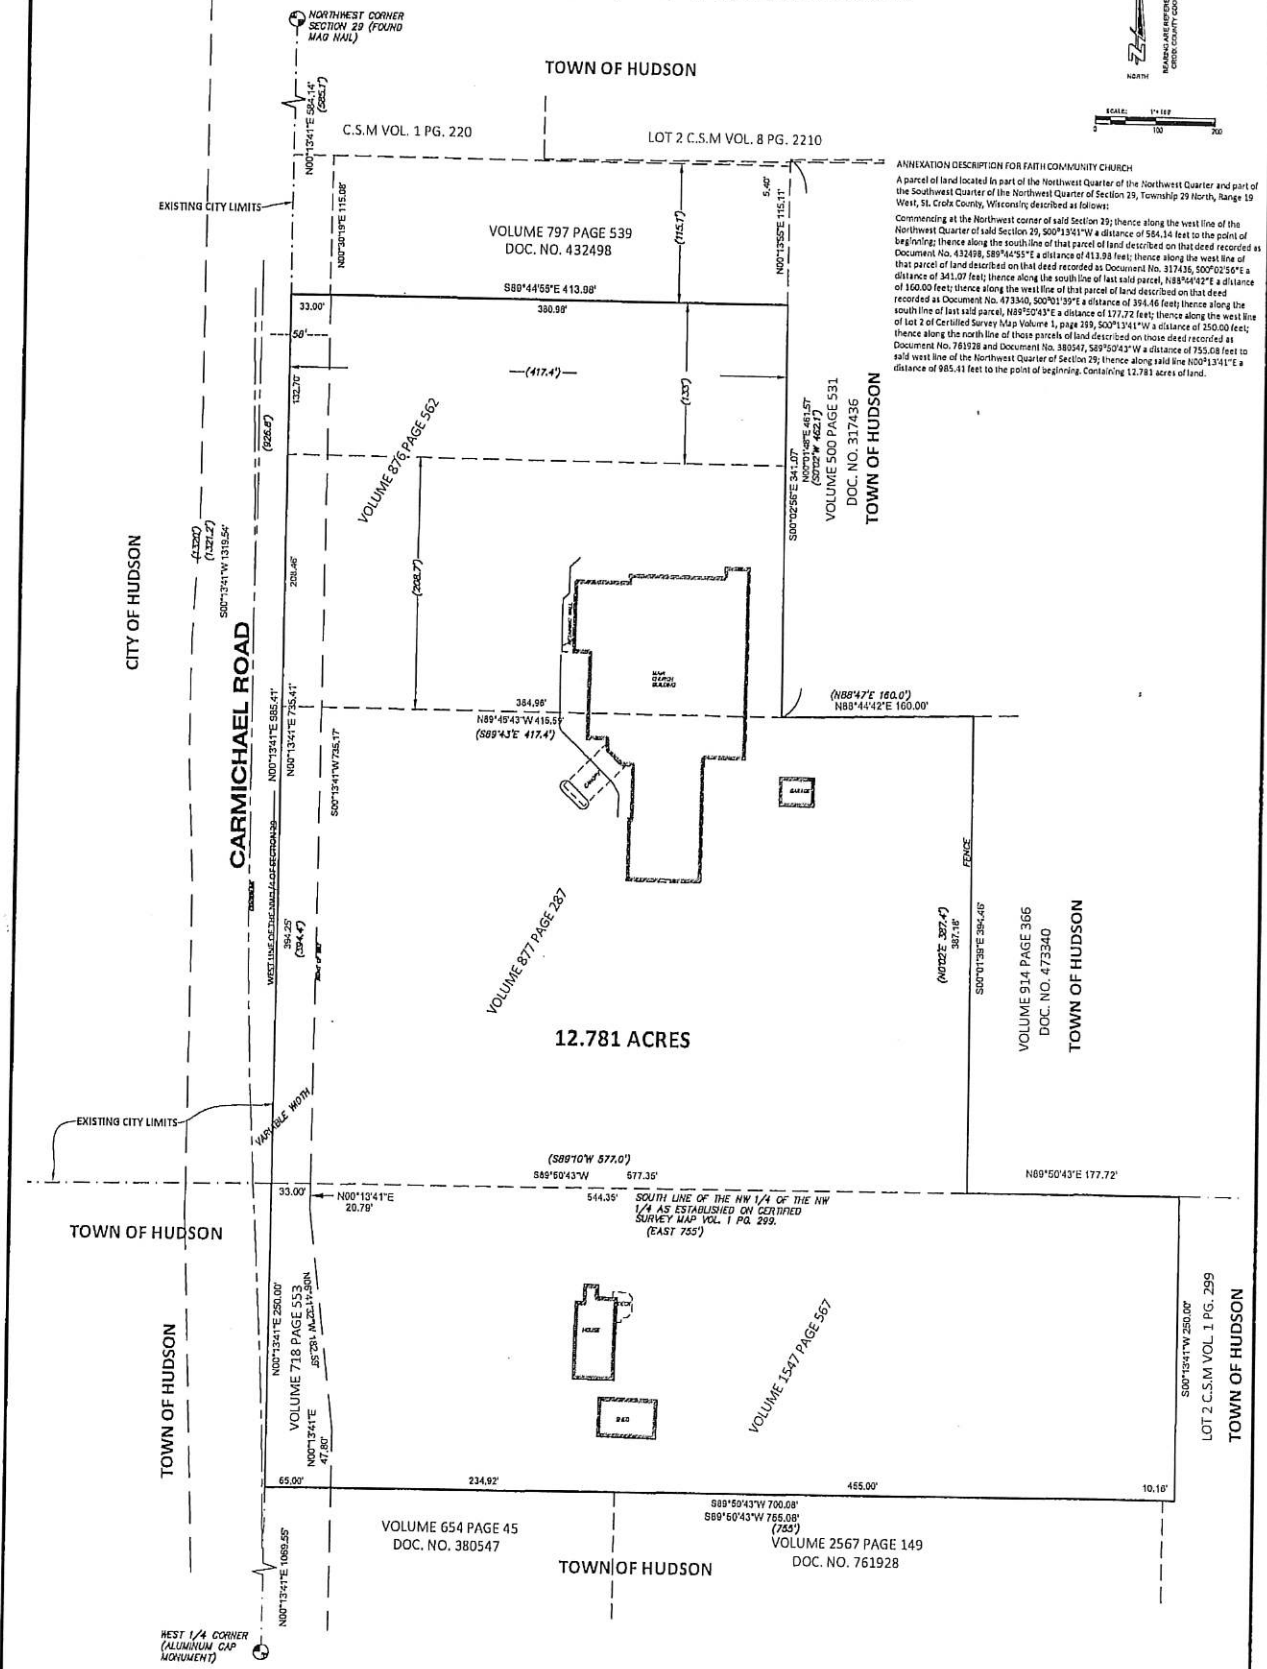 NORTHWEST CORNER
SECTION 29 (FOUND
MAG NAIL)
TOWN OF HUDSON
NORTH
SCALE: 1"=100'
0 100 200
N00°13'41"E 584.14'
(585.1')
C.S.M VOL. 1 PG. 220
LOT 2 C.S.M VOL. 8 PG. 2210
EXISTING CITY LIMITS
N00°30'19"E 115.08'
VOLUME 797 PAGE 539
DOC. NO. 432498
(115.1')
5.40'
N00°13'55"E 115.11'
ANNEXATION DESCRIPTION FOR FAITH COMMUNITY CHURCH
A parcel of land located in part of the Northwest Quarter of the Northwest Quarter and part of
the Southwest Quarter of the Northwest Quarter of Section 29, Township 29 North, Range 19
West, St. Croix County, Wisconsin; described as follows:
Commencing at the Northwest corner of said Section 29; thence along the west line of the
Northwest Quarter of said Section 29, S00°13'41"W a distance of 584.14 feet to the point of
beginning; thence along the south line of that parcel of land described on that deed recorded as
Document No. 432498, S89°44'55"E a distance of 413.98 feet; thence along the west line of
that parcel of land described on that deed recorded as Document No. 317436, S00°02'56"E a
distance of 341.07 feet; thence along the south line of last said parcel, N88°44'42"E a distance
of 160.00 feet; thence along the west line of that parcel of land described on that deed
recorded as Document No. 473340, S00°01'39"E a distance of 394.46 feet; thence along the
south line of last said parcel, N89°50'43"E a distance of 177.72 feet; thence along the west line
of Lot 2 of Certified Survey Map Volume 1, page 299, S00°13'41"W a distance of 250.00 feet;
thence along the north line of those parcels of land described on those deed recorded as
Document No. 761928 and Document No. 380547, S89°50'43"W a distance of 755.08 feet to
said west line of the Northwest Quarter of Section 29; thence along said line N00°13'41"E a
distance of 985.41 feet to the point of beginning. Containing 12.781 acres of land.
S89°44'55"E 413.98'
33.00'
380.98'
58'
(417.4')
132.70'
(133')
(926.8')
VOLUME 876 PAGE 562
S00°02'56"E 341.07'
N00°01'48"E 461.57'
(S0°02'W 462.1')
VOLUME 500 PAGE 531
DOC. NO. 317436
TOWN OF HUDSON
CITY OF HUDSON
(1320')
(1321.2')
S00°13'41"W 1319.54'
208.46'
(208.7')
CARMICHAEL ROAD
MAIN
CHURCH
BUILDING
384.96'
N89°45'43"W 415.51'
(S89°43'E 417.4')
(N88°47'E 160.0')
N88°44'42"E 160.00'
N00°13'41"E 985.41'
N00°13'41"E 735.41'
S00°13'41"W 735.17'
CANOPY
GARAGE
WEST LINE OF THE NW1/4 OF SECTION 29
394.25'
(394.4')
FENCE
VOLUME 877 PAGE 287
(N0°02'E 387.4')
387.16'
S00°01'39"E 394.46'
VOLUME 914 PAGE 366
DOC. NO. 473340
TOWN OF HUDSON
12.781 ACRES
EXISTING CITY LIMITS
VARIABLE WIDTH
(S89°10'W 577.0')
S89°50'43"W 577.35'
N89°50'43"E 177.72'
33.00'
N00°13'41"E
20.79'
544.35'
SOUTH LINE OF THE NW 1/4 OF THE NW
1/4 AS ESTABLISHED ON CERTIFIED
SURVEY MAP VOL. 1 PG. 299.
(EAST 755')
TOWN OF HUDSON
TOWN OF HUDSON
N00°13'41"E 250.00'
VOLUME 718 PAGE 553
N06°41'32"W 182.59'
N00°13'41"E
47.80'
HOUSE
VOLUME 1547 PAGE 567
S00°13'41"W 250.00'
LOT 2 C.S.M VOL. 1 PG. 299
TOWN OF HUDSON
65.00'
234.92'
455.00'
10.16'
S89°50'43"W 700.08'
S89°50'43"W 765.08'
(755')
VOLUME 654 PAGE 45
DOC. NO. 380547
VOLUME 2567 PAGE 149
DOC. NO. 761928
TOWN OF HUDSON
N00°13'41"E 1069.55'
WEST 1/4 CORNER
(ALUMINUM CAP
MONUMENT)